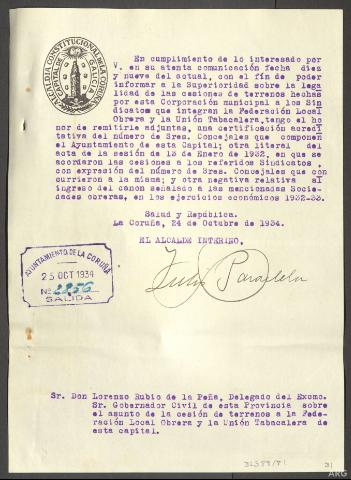 ALCALDIA CONSTITUCIONAL DE LA CORUÑA
CAPITAL DE GALICIA
En cumplimiento de lo interesado por
V. en su atenta comunicación fecha diez
y nueve del actual, con el fin de poder
informar a la Superioridad sobre la lega
lidad de las cesiones de terrenos hechas
por esta Corporación municipal a los Sin
dicatos que integran la Federación Local
Obrera y la Unión Tabacalera,tengo el ho
nor de remitirle adjuntas, una certificación acredi
tativa del número de Sres. Concejales que componen
el Ayuntamiento de esta Capital; otra literal del
acta de la sesión de 13 de Enero de 1932, en que se
acordaron las cesiones a los referidos Sindicatos ,
con expresión del número de Sres. Concejales que con
currieron a la misma; y otra negativa relativa al
ingreso del canon señalado a las mencionadas Socie-
dades obreras, en los ejercicios económicos 1932-33.
Salud y República.
La Coruña, 24 de Octubre de 1934.
EL ALCALDE INTERINO,
AYUNTAMIENTO DE LA CORUÑA
25 OCT 1934
Nº 2256
SALIDA
Sr. Don Lorenzo Rubio de la Peña, Delegado del Excmo.
Sr. Gobernador Civil de esta Provincia sobre
el asunto de la cesión de terrenos a la Fede-
ración Local Obrera y la Unión Tabacalera de
esta capital.
ARG